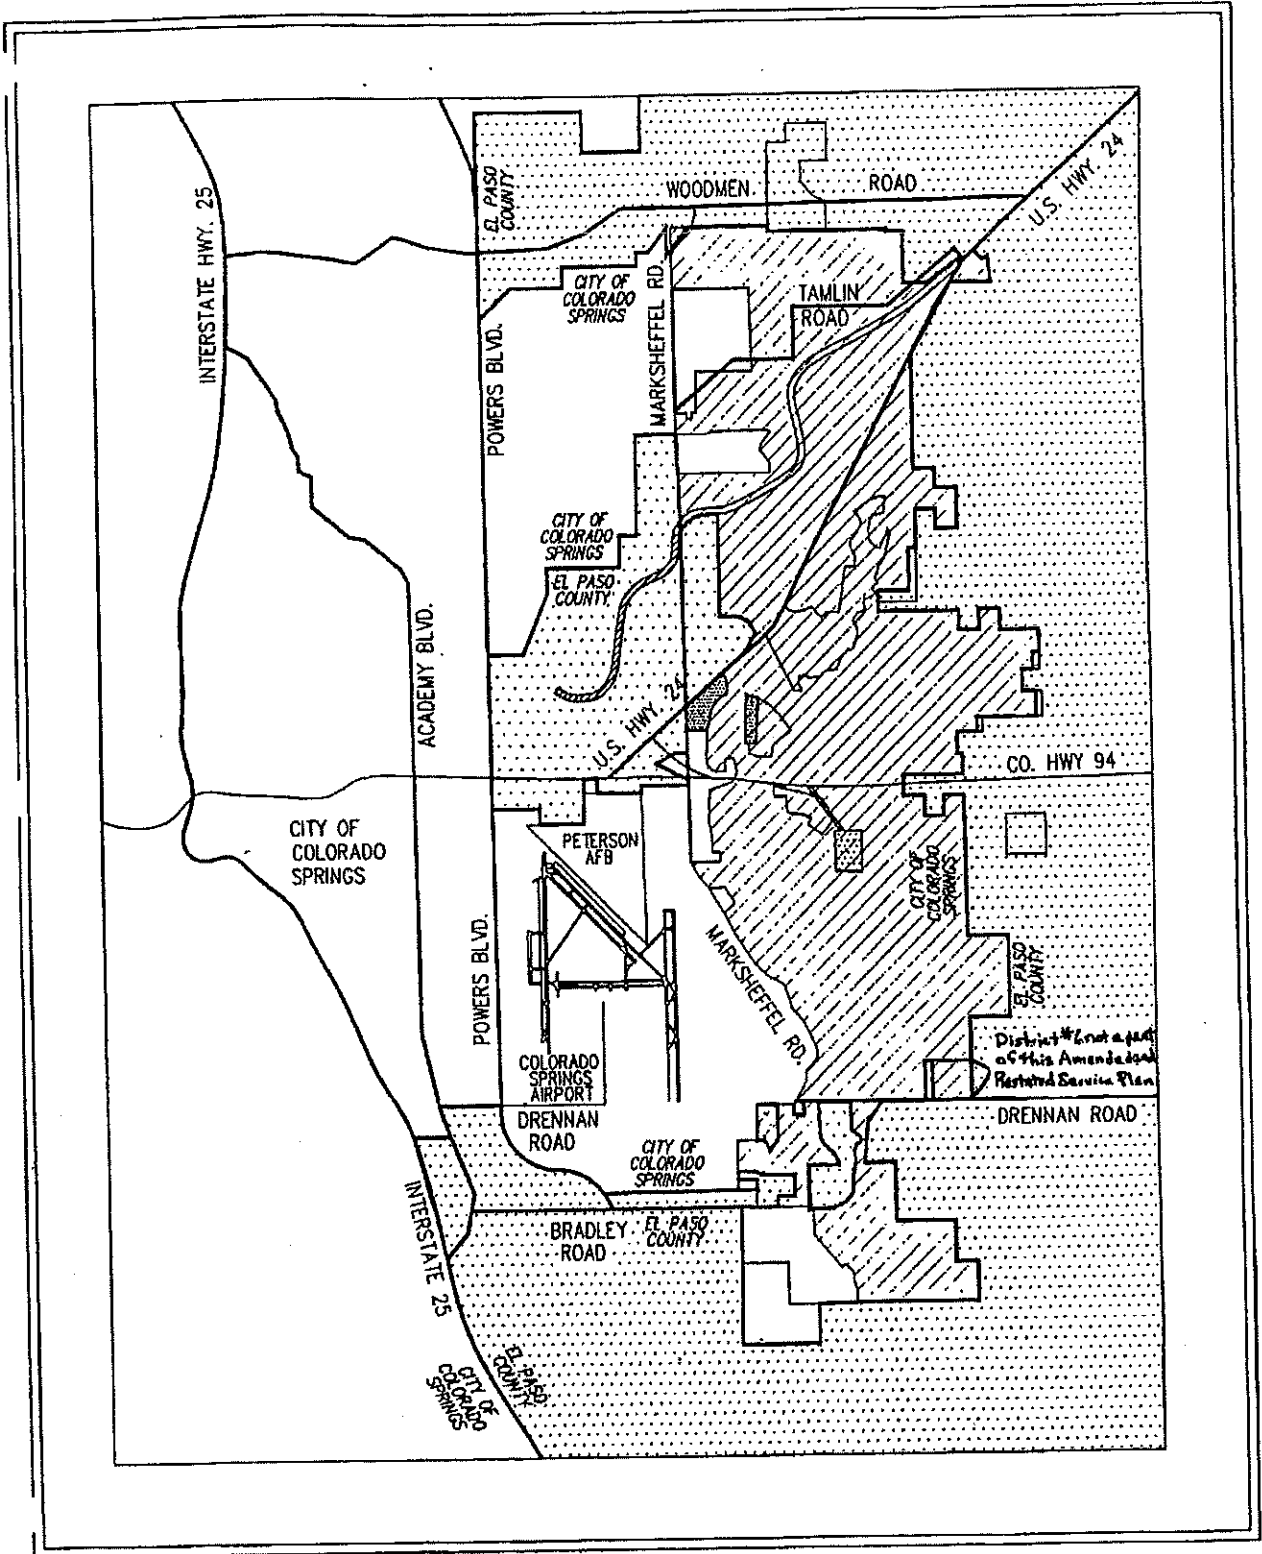 INTERSTATE HWY. 25
EL PASO
COUNTY
WOODMEN
ROAD
U.S. HWY. 24
CITY OF
COLORADO
SPRINGS
MARKSHEFFEL RD.
TAMLIN
ROAD
POWERS BLVD.
CITY OF
COLORADO
SPRINGS
EL PASO
COUNTY
ACADEMY BLVD.
U.S. HWY. 24
CO. HWY 94
CITY OF
COLORADO
SPRINGS
PETERSON
AFB
CITY OF
COLORADO
SPRINGS
POWERS BLVD.
MARKSHEFFEL RD.
EL PASO
COUNTY
District #6 not a part
of this Amended and
Restated Service Plan
COLORADO
SPRINGS
AIRPORT
DRENNAN
ROAD
DRENNAN ROAD
CITY OF
COLORADO
SPRINGS
INTERSTATE 25
BRADLEY
ROAD
EL PASO
COUNTY
EL PASO
COUNTY
CITY OF
COLORADO
SPRINGS